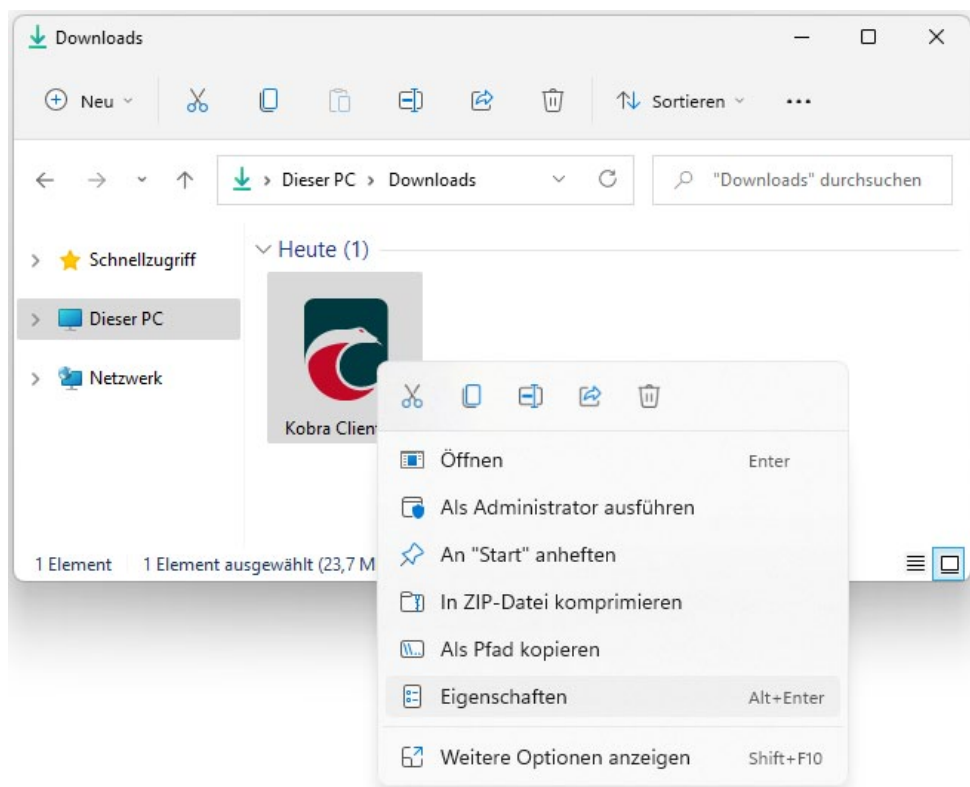 Downloads
Neu
Sortieren
Dieser PC
Downloads
"Downloads" durchsuchen
Schnellzugriff
Dieser PC
Netzwerk
Heute (1)
Kobra Client
Öffnen Enter
Als Administrator ausführen
An "Start" anheften
In ZIP-Datei komprimieren
Als Pfad kopieren
Eigenschaften Alt+Enter
Weitere Optionen anzeigen Shift+F10
1 Element 1 Element ausgewählt (23,7 M